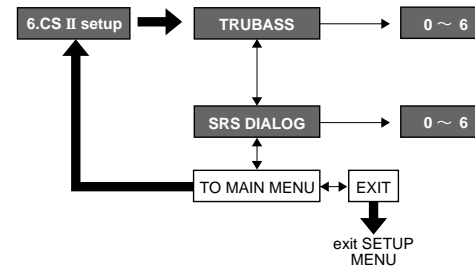 6.CS II setup
TRUBASS
0 ~ 6
SRS DIALOG
0 ~ 6
TO MAIN MENU
EXIT
exit SETUP
MENU